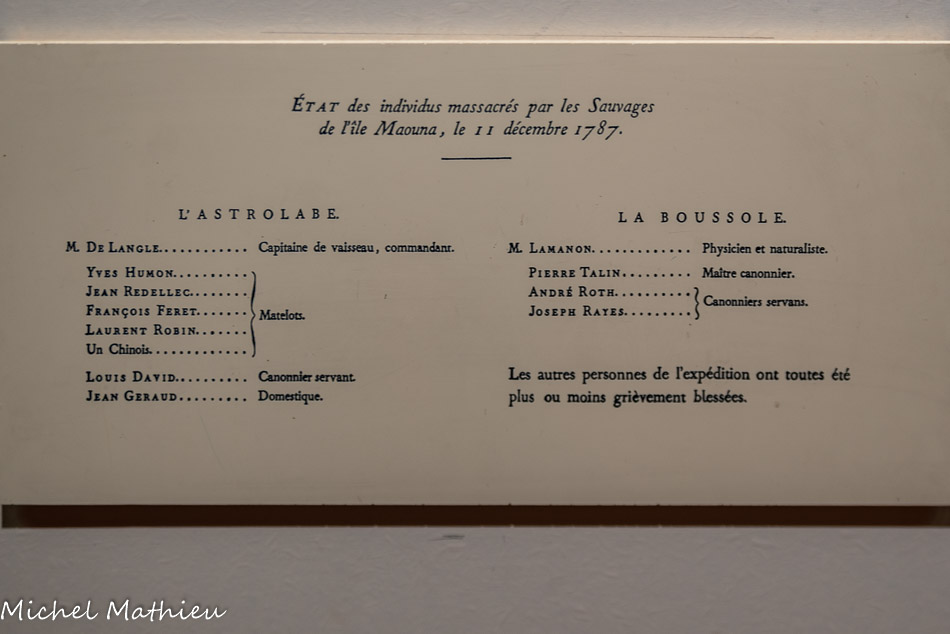 ÉTAT des individus massacrés par les Sauvages
de l'île Maouna, le 11 décembre 1787.
L'ASTROLABE.
M. DE LANGLE........... Capitaine de vaisseau, commandant.
YVES HUMON..........
JEAN REDELLEC.......
FRANÇOIS FERET.......
LAURENT ROBIN.......
Un Chinois.............
Matelots.
LOUIS DAVID.......... Canonnier servant.
JEAN GERAUD......... Domestique.
LA BOUSSOLE.
M. LAMANON............ Physicien et naturaliste.
PIERRE TALIN......... Maître canonnier.
ANDRÉ ROTH..........
JOSEPH RAYES.........
Canonniers servans.
Les autres personnes de l'expédition ont toutes été
plus ou moins grièvement blessées.
Michel Mathieu